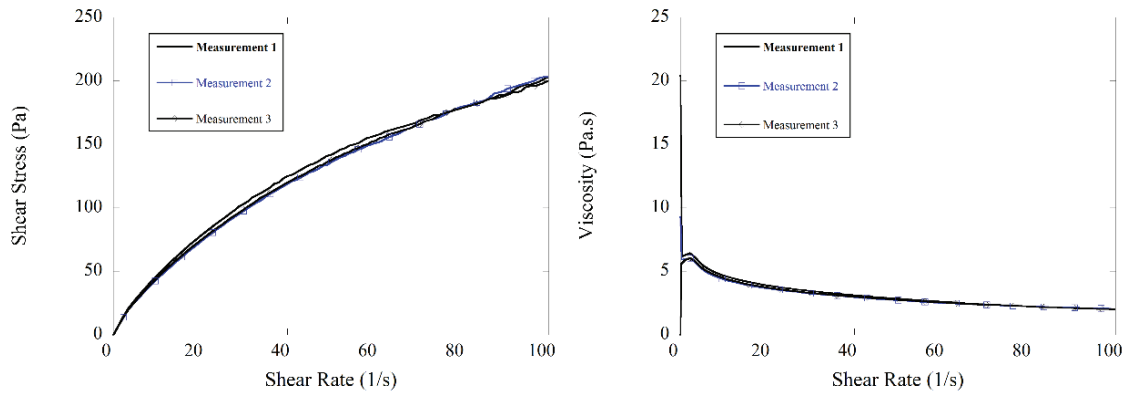 250
200
150
100
50
0
Shear Stress (Pa)
Measurement 1
Measurement 2
Measurement 3
0 20 40 60 80 100
Shear Rate (1/s)
25
20
15
10
5
0
Viscosity (Pa.s)
Measurement 1
Measurement 2
Measurement 3
0 20 40 60 80 100
Shear Rate (1/s)